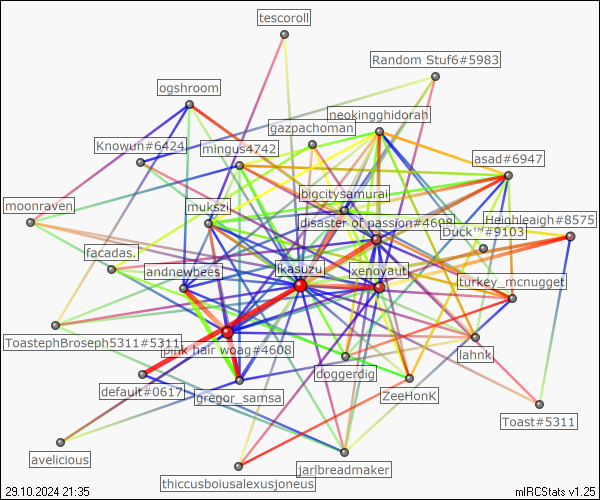 tescoroll
Random Stuf6#5983
ogshroom
neokingghidorah
gazpachoman
Knowun#6424
mingus4742
asad#6947
bigcitysamurai
moonraven
mukszi
Heighleigh#8575
disaster of passion#4608
Duck™#9103
facadas.
andnewbees
ikasuzu
xenoyaut
turkey_mcnugget
ToastephBroseph5311#5311
pink hair woag#4608
lahnk
doggerdig
default#0617
gregor_samsa
ZeeHonK
Toast#5311
avelicious
jarlbreadmaker
thiccusboiusalexusjoneus
29.10.2024 21:35
mIRCStats v1.25